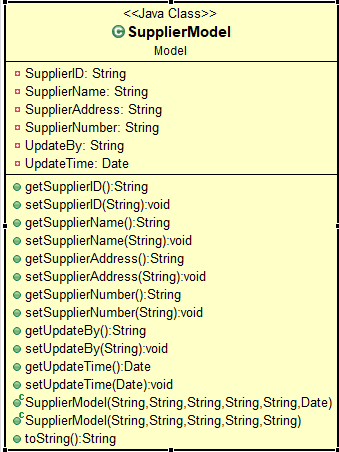 <<Java Class>>
SupplierModel
Model
SupplierID: String
SupplierName: String
SupplierAddress: String
SupplierNumber: String
UpdateBy: String
UpdateTime: Date
getSupplierID():String
setSupplierID(String):void
getSupplierName():String
setSupplierName(String):void
getSupplierAddress():String
setSupplierAddress(String):void
getSupplierNumber():String
setSupplierNumber(String):void
getUpdateBy():String
setUpdateBy(String):void
getUpdateTime():Date
setUpdateTime(Date):void
SupplierModel(String,String,String,String,String,Date)
SupplierModel(String,String,String,String,String)
toString():String